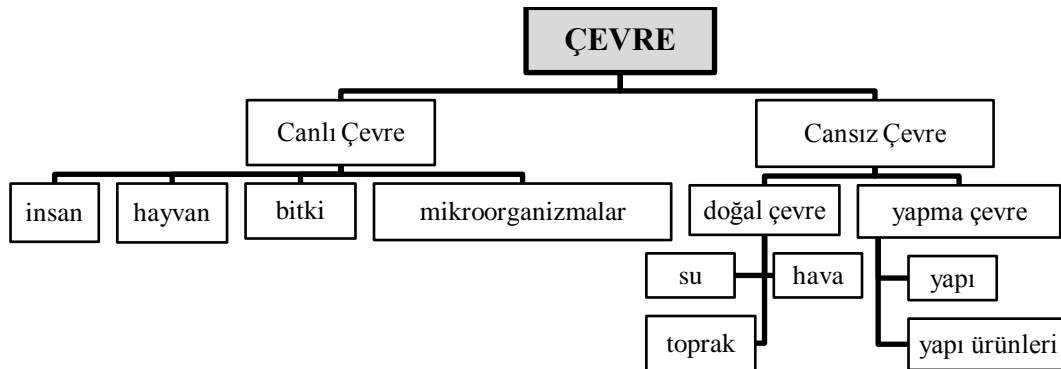 ÇEVRE
Canlı Çevre
Cansız Çevre
insan
hayvan
bitki
mikroorganizmalar
doğal çevre
yapma çevre
su
hava
yapı
toprak
yapı ürünleri